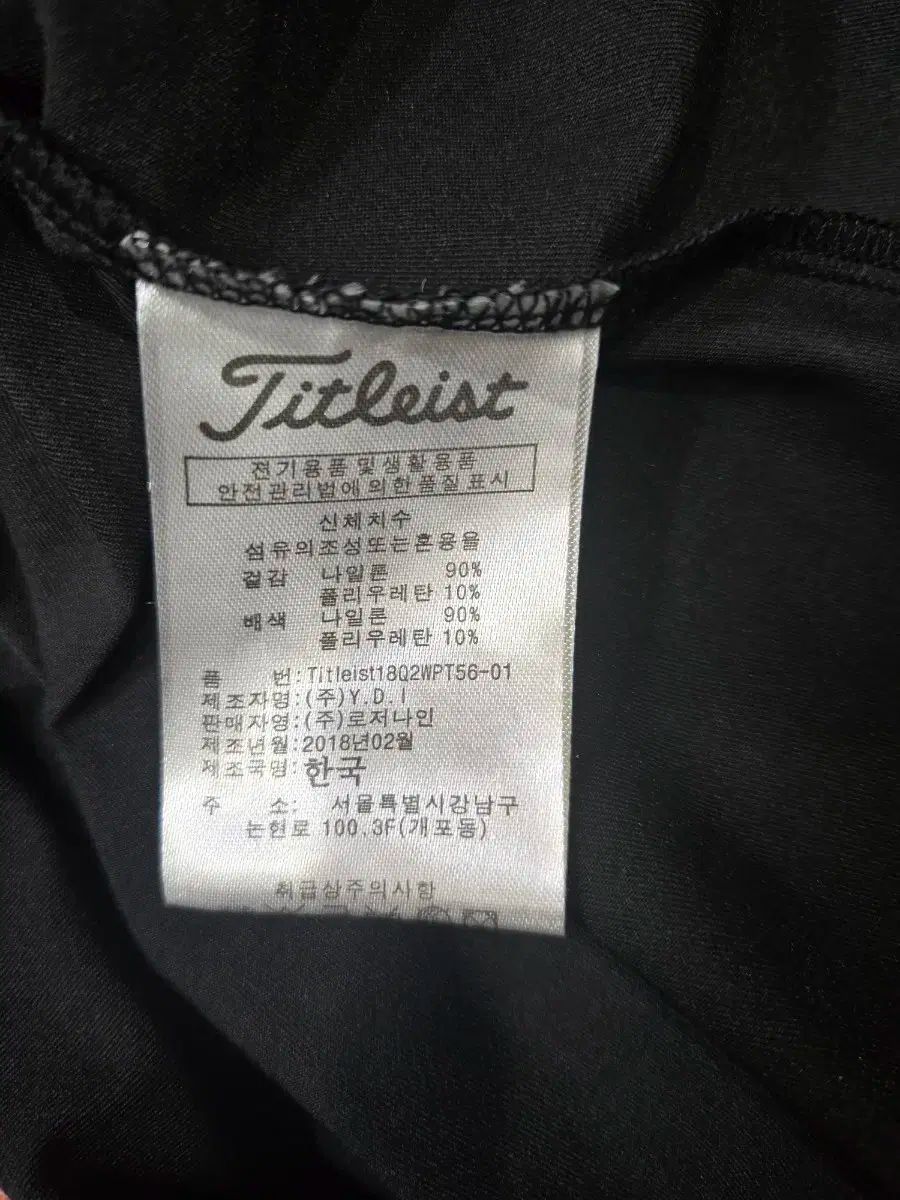 Titleist
전기용품및생활용품
안전관리법에의한품질표시
신체치수
섬유의조성또는혼용율
겉감 나일론 90%
폴리우레탄 10%
배색 나일론 90%
폴리우레탄 10%
품 번:Titleist18Q2WPT56-01
제조자명:(주)Y.D.I
판매자영:(주)로저나인
제조년월:2018년02월
제조국명:한국
주 소: 서울특별시강남구
논현로 100.3F(개포동)
취급상주의사항